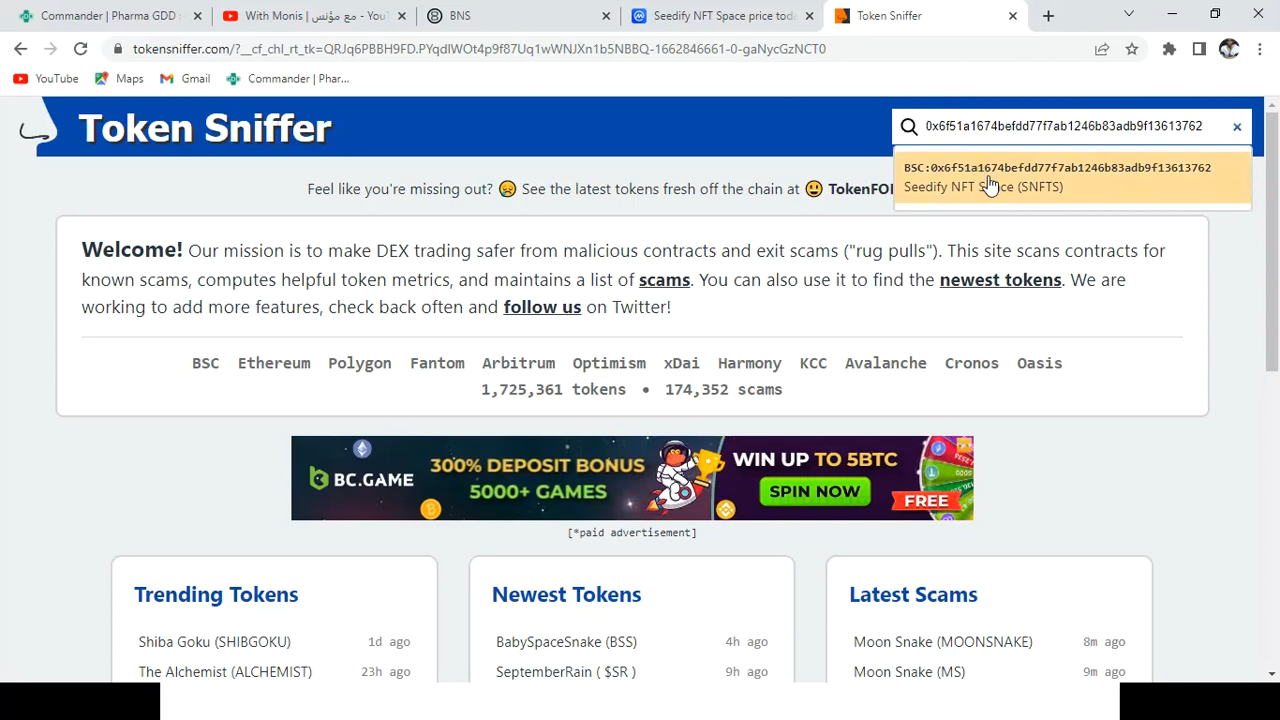 Commander | Pharma GDD
With Monis | مع مؤنس - You
BNS
Seedify NFT Space price toda
Token Sniffer
tokensniffer.com/?__cf_chl_rt_tk=QRJq6PBBH9FD.PYqdIWOt4p9f87Uq1wWNJXn1b5NBBQ-1662846661-0-gaNycGzNCT0
YouTube
Maps
Gmail
Commander | Phar...
Token Sniffer
0x6f51a1674befdd77f7ab1246b83adb9f13613762
BSC:0x6f51a1674befdd77f7ab1246b83adb9f13613762
Seedify NFT Space (SNFTS)
Feel like you're missing out? 😥 See the latest tokens fresh off the chain at 😃 TokenFO
Welcome! Our mission is to make DEX trading safer from malicious contracts and exit scams ("rug pulls"). This site scans contracts for
known scams, computes helpful token metrics, and maintains a list of scams. You can also use it to find the newest tokens. We are
working to add more features, check back often and follow us on Twitter!
BSC Ethereum Polygon Fantom Arbitrum Optimism xDai Harmony KCC Avalanche Cronos Oasis
1,725,361 tokens • 174,352 scams
BC.GAME
300% DEPOSIT BONUS
5000+ GAMES
WIN UP TO 5BTC
SPIN NOW
FREE
[*paid advertisement]
Trending Tokens
Shiba Goku (SHIBGOKU) 1d ago
The Alchemist (ALCHEMIST) 23h ago
Newest Tokens
BabySpaceSnake (BSS) 4h ago
SeptemberRain ( $SR ) 9h ago
Latest Scams
Moon Snake (MOONSNAKE) 8m ago
Moon Snake (MS) 9m ago